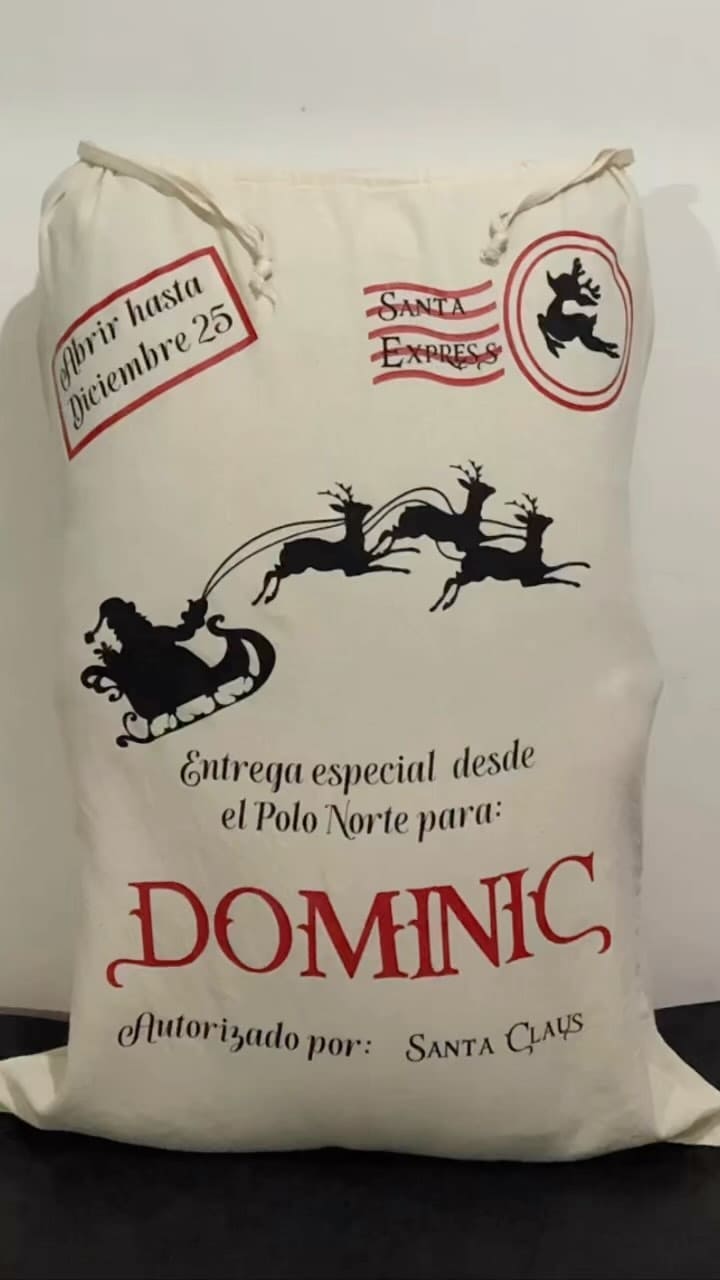 Abrir hasta
Diciembre 25
SANTA
EXPRESS
Entrega especial desde
el Polo Norte para:
DOMINIC
Autorizado por: SANTA CLAUS